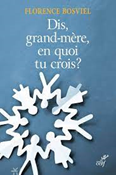 FLORENCE BOSVIEL
Dis,
grand-mère,
en quoi
tu crois?
cerf